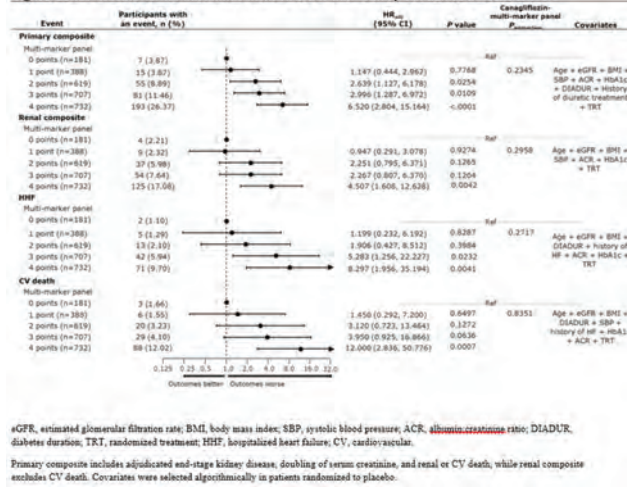 Event
Participants with
an event, n (%)
HRadj
(95% CI)
P value
Canagliflozin-
multi-marker panel
Covariates
Primary composite
Multi-marker panel
0 points (n=181) 7 (3.87) Ref
1 point (n=388) 15 (3.87) 1.147 (0.444, 2.962) 0.7768 0.2345 Age + eGFR + BMI +
2 points (n=619) 55 (8.89) 2.639 (1.127, 6.178) 0.0254 SBP + ACR + HbA1c
3 points (n=707) 81 (11.46) 2.996 (1.287, 6.972) 0.0109 + DIADUR + History
of diuretic treatment
4 points (n=732) 193 (26.37) 6.520 (2.804, 15.164) <.0001 + TRT
Renal composite
Multi-marker panel
0 points (n=181) 4 (2.21) Ref
1 point (n=388) 9 (2.32) 0.947 (0.291, 3.078) 0.9274 0.2958 Age + eGFR + BMI +
2 points (n=619) 37 (5.98) 2.251 (0.795, 6.371) 0.1265 SBP + ACR + HbA1c
3 points (n=707) 54 (7.64) 2.267 (0.807, 6.370) 0.1204 + TRT
4 points (n=732) 125 (17.08) 4.507 (1.608, 12.628) 0.0042
HHF
Multi-marker panel
0 points (n=181) 2 (1.10) Ref
1 point (n=388) 5 (1.29) 1.199 (0.232, 6.192) 0.8287 Age + eGFR + BMI +
2 points (n=619) 13 (2.10) 1.906 (0.427, 8.512) 0.3984 DIADUR + history of
3 points (n=707) 42 (5.94) 5.283 (1.256, 22.227) 0.0232 HF + ACR + HbA1c +
4 points (n=732) 71 (9.70) 8.297 (1.956, 35.194) 0.0041 TRT
CV death
Multi-marker panel
0 points (n=181) 3 (1.66) Ref
1 point (n=388) 6 (1.55) 1.450 (0.292, 7.200) 0.6497 0.8351 Age + eGFR + BMI +
2 points (n=619) 20 (3.23) 3.120 (0.723, 13.464) 0.1272 DIADUR + SBP +
3 points (n=707) 29 (4.10) 3.950 (0.925, 16.866) 0.0636 history of HF + HbA1c
4 points (n=732) 88 (12.02) 12.000 (2.836, 50.776) 0.0007 + ACR + TRT
0.125 0.25 0.5 1.0 2.0 4.0 8.0 16.0 32.0
Outcomes better Outcomes worse
eGFR, estimated glomerular filtration rate; BMI, body mass index; SBP, systolic blood pressure; ACR, albumin:creatinine ratio; DIADUR,
diabetes duration; TRT, randomized treatment; HHF, hospitalized heart failure; CV, cardiovascular.
Primary composite includes adjudicated end-stage kidney disease, doubling of serum creatinine, and renal or CV death, while renal composite
excludes CV death. Covariates were selected algorithmically in patients randomized to placebo.